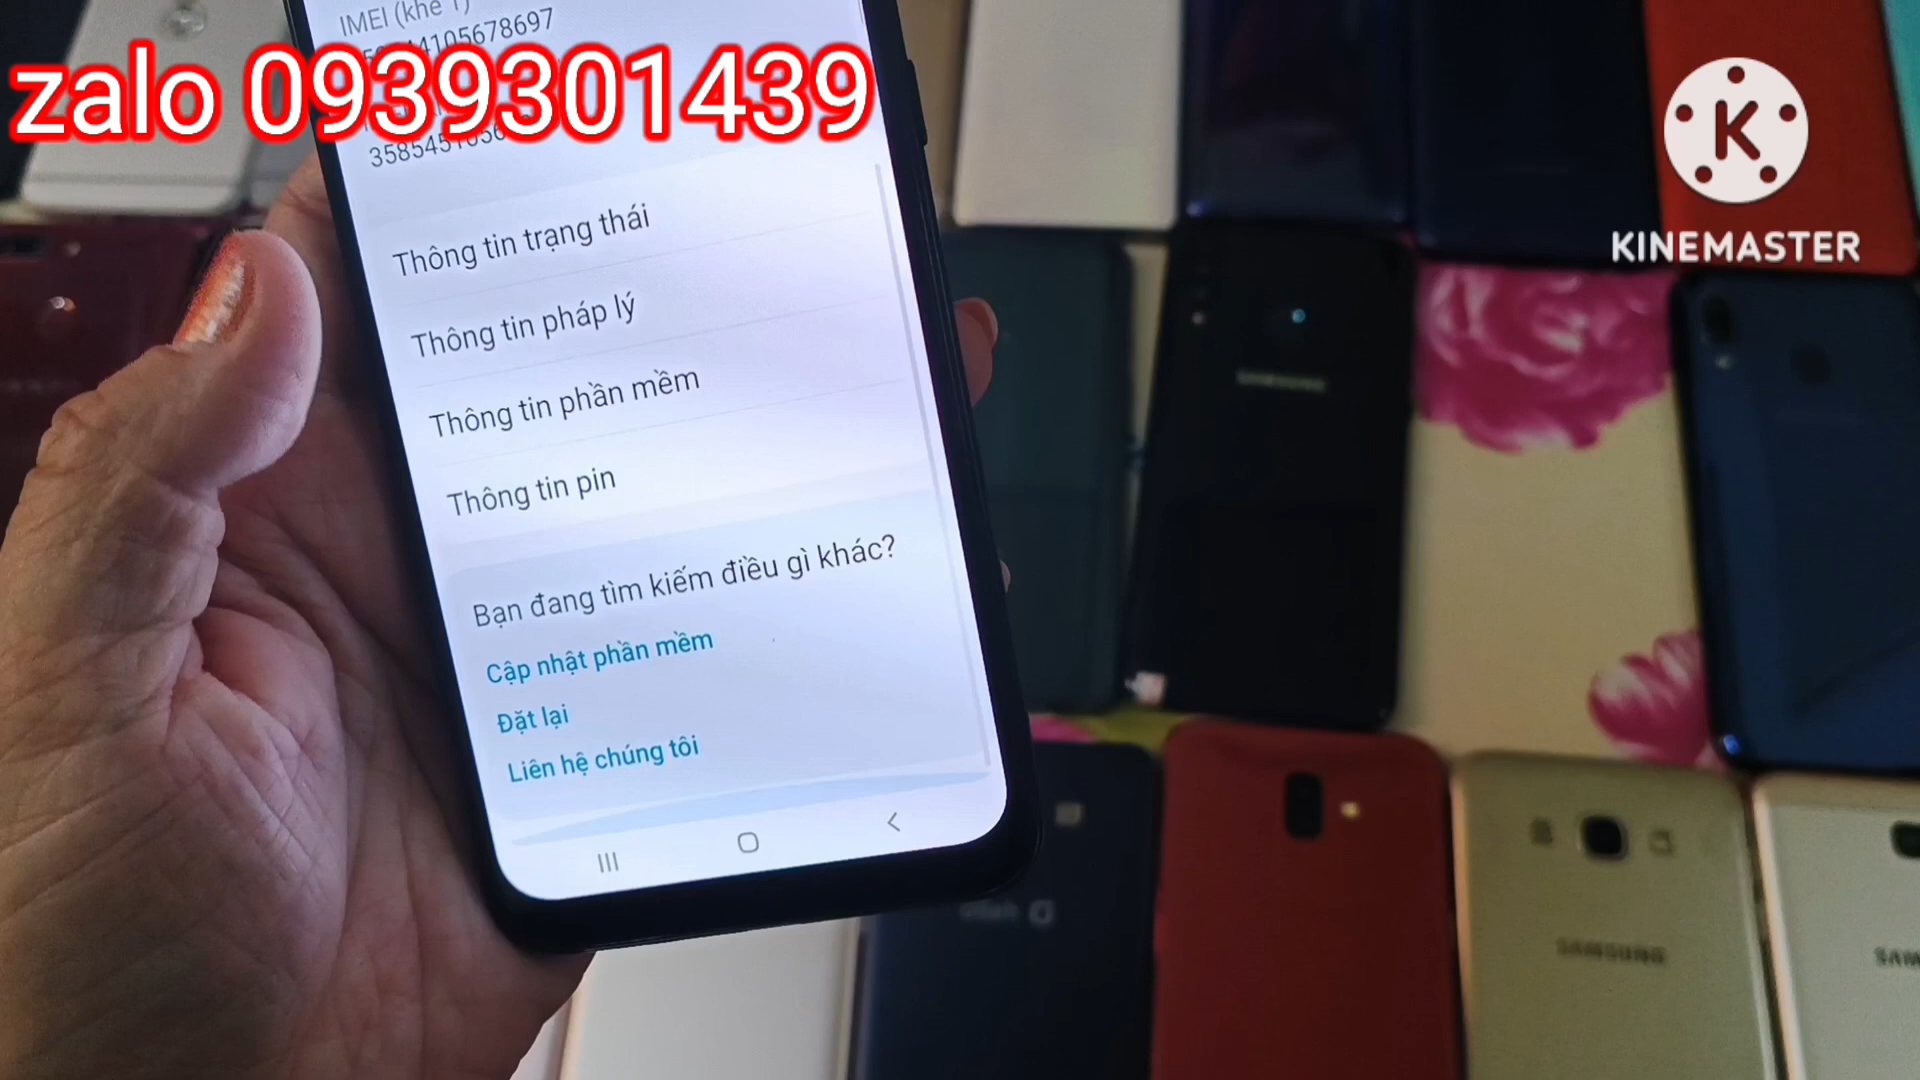 IMEI (khe 1)
zalo 0939301439
Thông tin trạng thái
Thông tin pháp lý
Thông tin phần mềm
Thông tin pin
Bạn đang tìm kiếm điều gì khác?
Cập nhật phần mềm
Đặt lại
Liên hệ chúng tôi
K
KINEMASTER
SAMSUNG
SAMSUNG